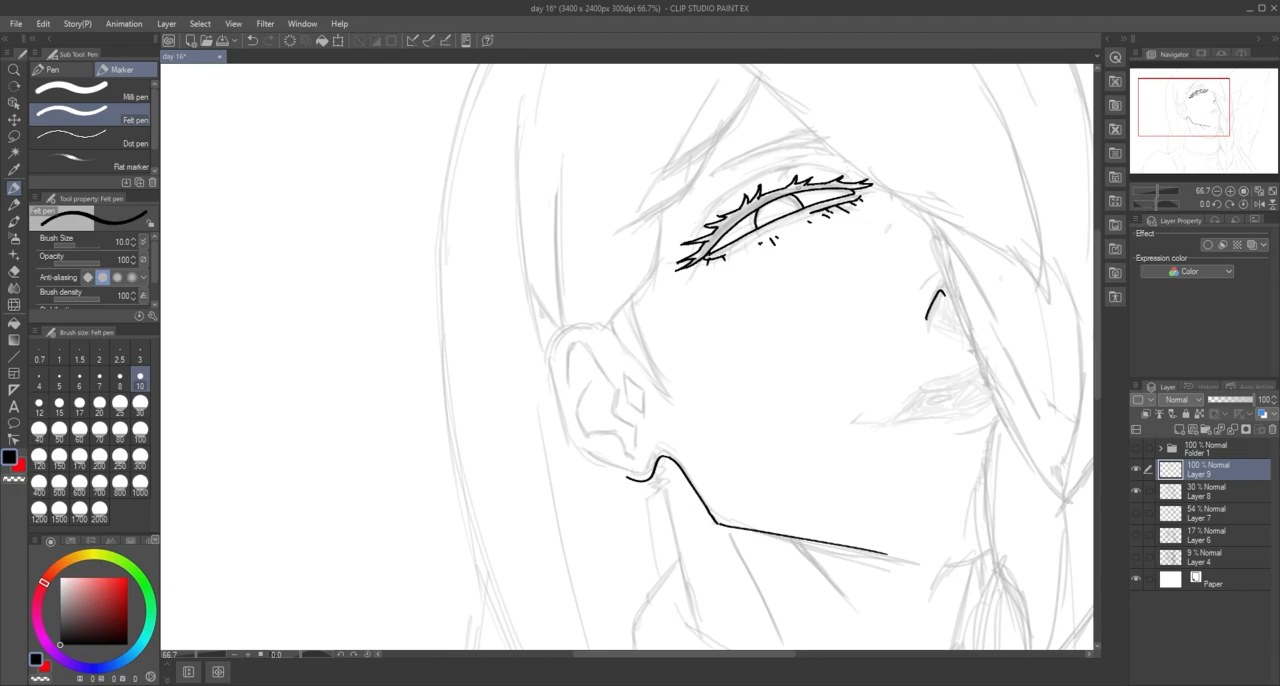 day 16* (3400 x 2400px 300dpi 66.7%) - CLIP STUDIO PAINT EX
File Edit Story(P) Animation Layer Select View Filter Window Help
Sub Tool: Pen
day 16*
Navigator
Pen Marker
Milli pen
Felt pen
Dot pen
Flat marker
Tool property: Felt pen
Felt pen
Brush Size 10.0
Opacity 100
Anti-aliasing
Brush density 100
Brush size: Felt pen
0.7 1 1.5 2 2.5 3
4 5 6 7 8 10
12 15 17 20 25 30
40 50 60 70 80 100
120 150 170 200 250 300
400 500 600 700 800 1000
1200 1500 1700 2000
66.7
0.0
Layer Property
Effect
Expression color
Color
Layer History Auto Action
Normal 100
100 % Normal
Folder 1
100 % Normal
Layer 9
30 % Normal
Layer 8
54 % Normal
Layer 7
17 % Normal
Layer 6
9 % Normal
Layer 4
Paper
66.7 0.0